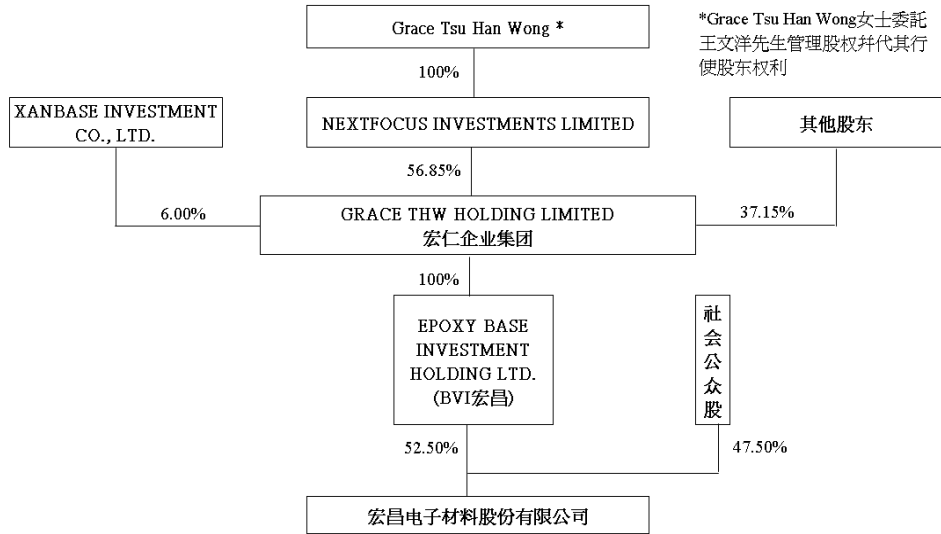 Grace Tsu Han Wong *
*Grace Tsu Han Wong女士委託
王文洋先生管理股权幷代其行
使股东权利
100%
XANBASE INVESTMENT
CO., LTD.
NEXTFOCUS INVESTMENTS LIMITED
其他股东
56.85%
6.00%
GRACE THW HOLDING LIMITED
宏仁企业集团
37.15%
100%
EPOXY BASE
INVESTMENT
HOLDING LTD.
(BVI宏昌)
社
会
公
众
股
52.50%
47.50%
宏昌电子材料股份有限公司